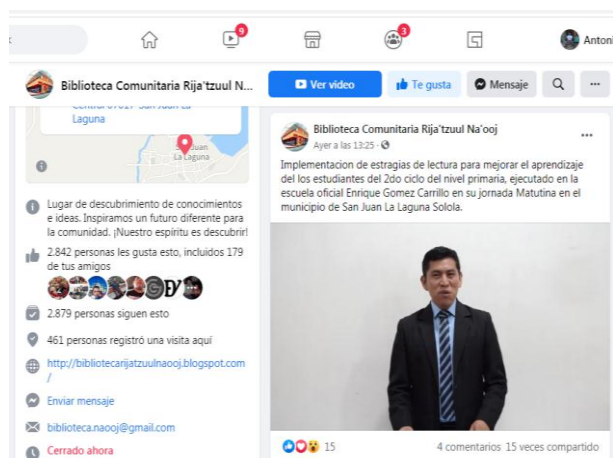 9
3
Antoni
Biblioteca Comunitaria Rija'tzuul N...
Ver video
Te gusta
Mensaje
Laguna
San Juan
La Laguna
Lugar de descubrimiento de conocimientos
e ideas. Inspiramos un futuro diferente para
la comunidad. ¡Nuestro espíritu es descubrir!
2.842 personas les gusta esto, incluidos 179
de tus amigos
2.879 personas siguen esto
461 personas registró una visita aquí
http://bibliotecarijatzuulnaooj.blogspot.com
/
Enviar mensaje
biblioteca.naooj@gmail.com
Cerrado ahora
Biblioteca Comunitaria Rija'tzuul Na'ooj
Ayer a las 13:25 ·
Implementacion de estragias de lectura para mejorar el aprendizaje
del los estudiantes del 2do ciclo del nivel primaria, ejecutado en la
escuela oficial Enrique Gomez Carrillo en su jornada Matutina en el
municipio de San Juan La Laguna Solola.
15
4 comentarios 15 veces compartido